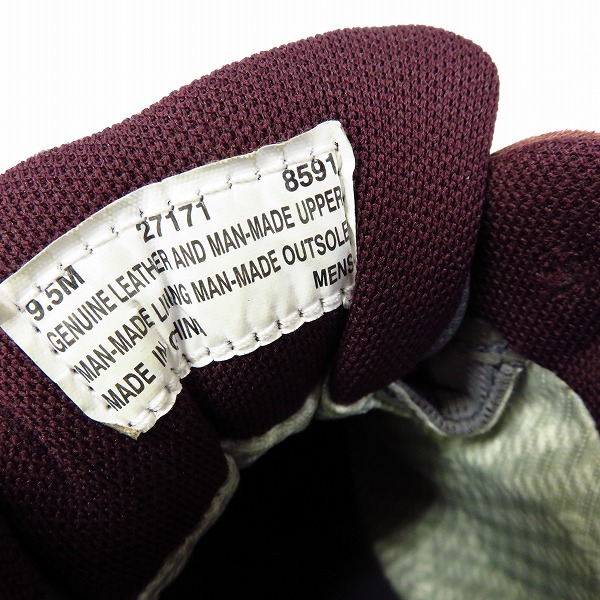 9.5M 27171 8591
GENUINE LEATHER AND MAN-MADE UPPER
MAN-MADE LINING MAN-MADE OUTSOLE
MADE IN CHINA MENS